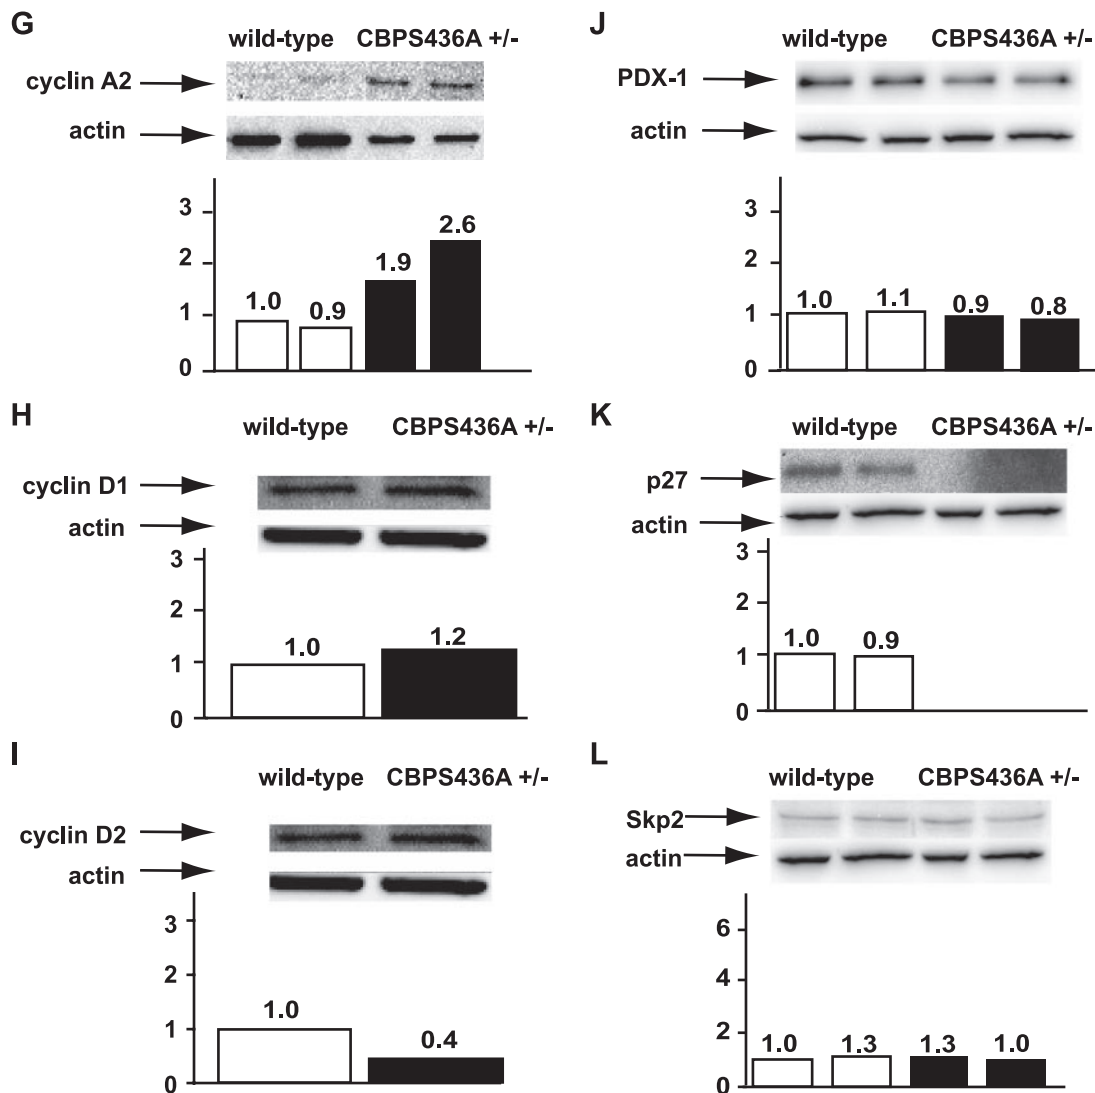 G
wild-type CBPS436A +/-
cyclin A2
actin
3
2
1
0
1.0
0.9
1.9
2.6
H
wild-type CBPS436A +/-
cyclin D1
actin
3
2
1
0
1.0
1.2
I
wild-type CBPS436A +/-
cyclin D2
actin
3
2
1
0
1.0
0.4
J
wild-type CBPS436A +/-
PDX-1
actin
3
2
1
0
1.0
1.1
0.9
0.8
K
wild-type CBPS436A +/-
p27
actin
3
2
1
0
1.0
0.9
L
wild-type CBPS436A +/-
Skp2
actin
6
4
2
0
1.0
1.3
1.3
1.0